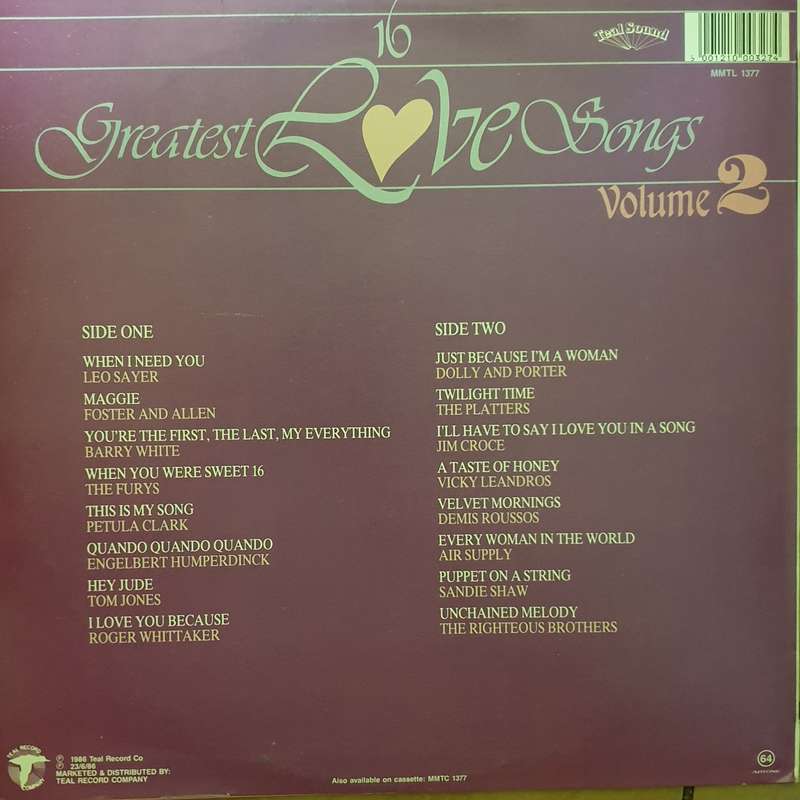 16
Greatest Love Songs
Volume 2
Teal Sound
5 001210 003274
MMTL 1377
SIDE ONE
WHEN I NEED YOU
LEO SAYER
MAGGIE
FOSTER AND ALLEN
YOU'RE THE FIRST, THE LAST, MY EVERYTHING
BARRY WHITE
WHEN YOU WERE SWEET 16
THE FURYS
THIS IS MY SONG
PETULA CLARK
QUANDO QUANDO QUANDO
ENGELBERT HUMPERDINCK
HEY JUDE
TOM JONES
I LOVE YOU BECAUSE
ROGER WHITTAKER
SIDE TWO
JUST BECAUSE I'M A WOMAN
DOLLY AND PORTER
TWILIGHT TIME
THE PLATTERS
I'LL HAVE TO SAY I LOVE YOU IN A SONG
JIM CROCE
A TASTE OF HONEY
VICKY LEANDROS
VELVET MORNINGS
DEMIS ROUSSOS
EVERY WOMAN IN THE WORLD
AIR SUPPLY
PUPPET ON A STRING
SANDIE SHAW
UNCHAINED MELODY
THE RIGHTEOUS BROTHERS
TEAL RECORD
COMPANY
℗ 1986 Teal Record Co
℗ 23/6/86
MARKETED & DISTRIBUTED BY:
TEAL RECORD COMPANY
Also available on cassette: MMTC 1377
64